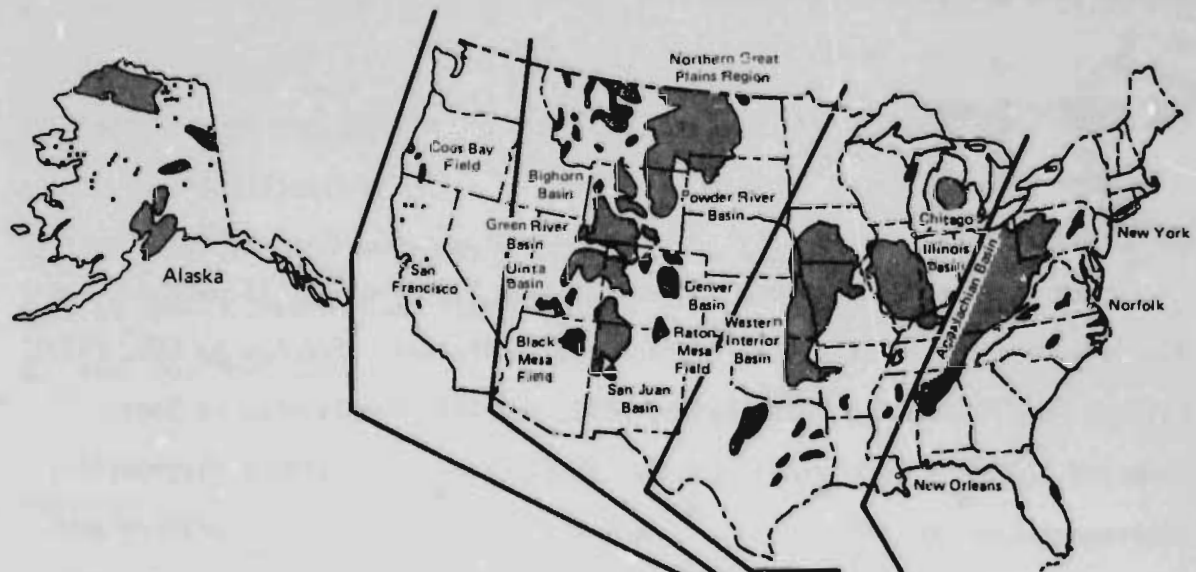 Northern Great
Plains Region
Coos Bay
Field
Bighorn
Basin
Powder River
Basin
Green River
Basin
Uinta
Basin
San
Francisco
Alaska
Denver
Basin
Black
Mesa
Field
Raton
Mesa
Field
San Juan
Basin
Western
Interior
Basin
Chicago
Illinois
Basin
Appalachian Basin
New York
Norfolk
New Orleans